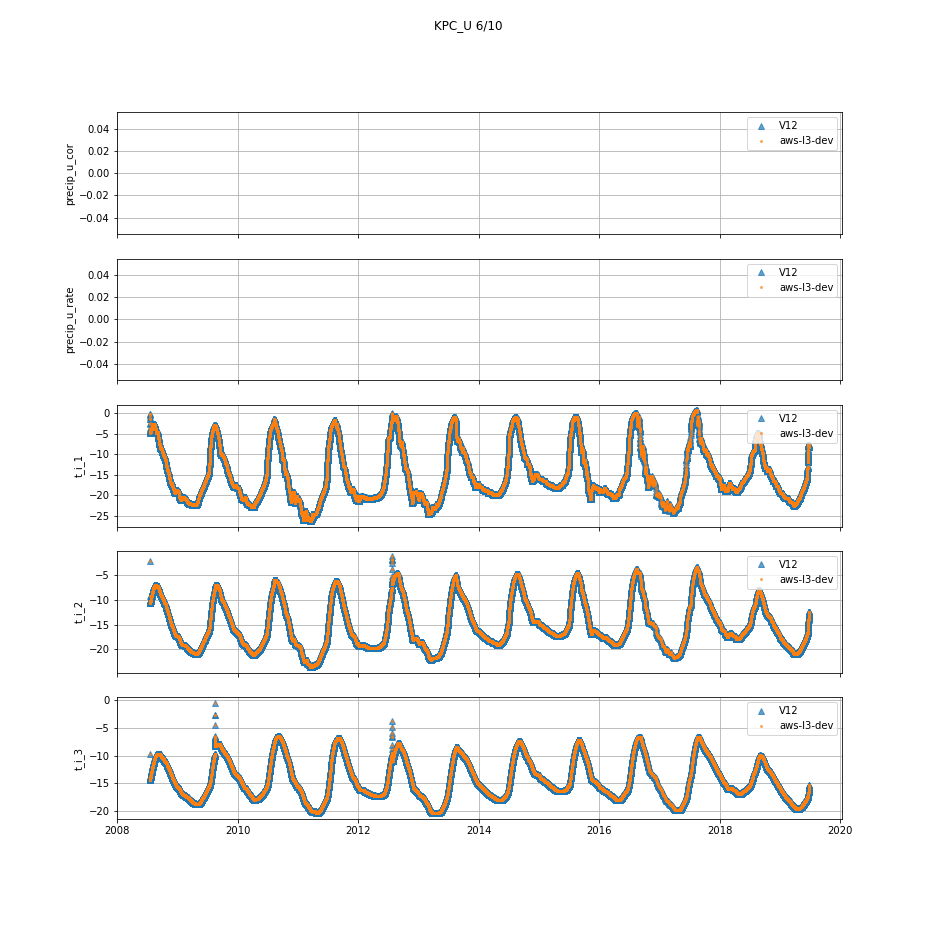 KPC_U 6/10
0.04
0.02
0.00
−0.02
−0.04
precip_u_cor
V12
aws-l3-dev
0.04
0.02
0.00
−0.02
−0.04
precip_u_rate
V12
aws-l3-dev
0
−5
−10
−15
−20
−25
t_i_1
V12
aws-l3-dev
−5
−10
−15
−20
t_i_2
V12
aws-l3-dev
0
−5
−10
−15
−20
t_i_3
V12
aws-l3-dev
2008 2010 2012 2014 2016 2018 2020